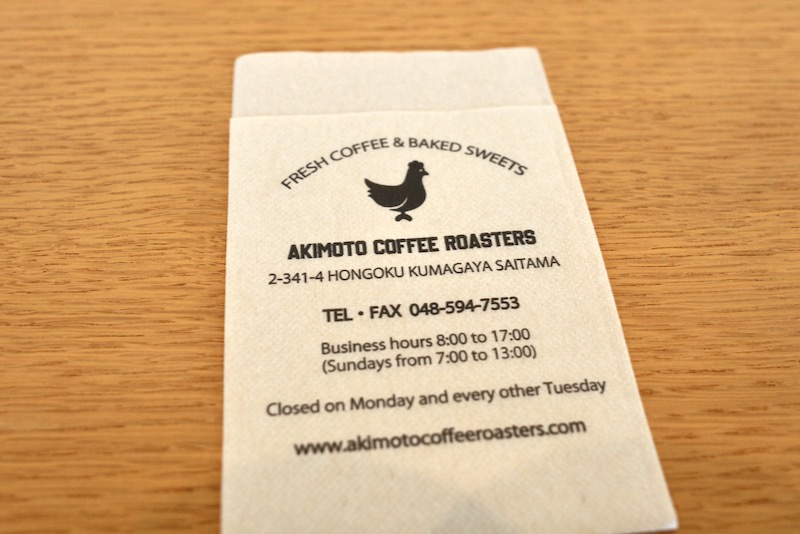 FRESH COFFEE & BAKED SWEETS
AKIMOTO COFFEE ROASTERS
2-341-4 HONGOKU KUMAGAYA SAITAMA
TEL • FAX 048-594-7553
Business hours 8:00 to 17:00
(Sundays from 7:00 to 13:00)
Closed on Monday and every other Tuesday
www.akimotocoffeeroasters.com